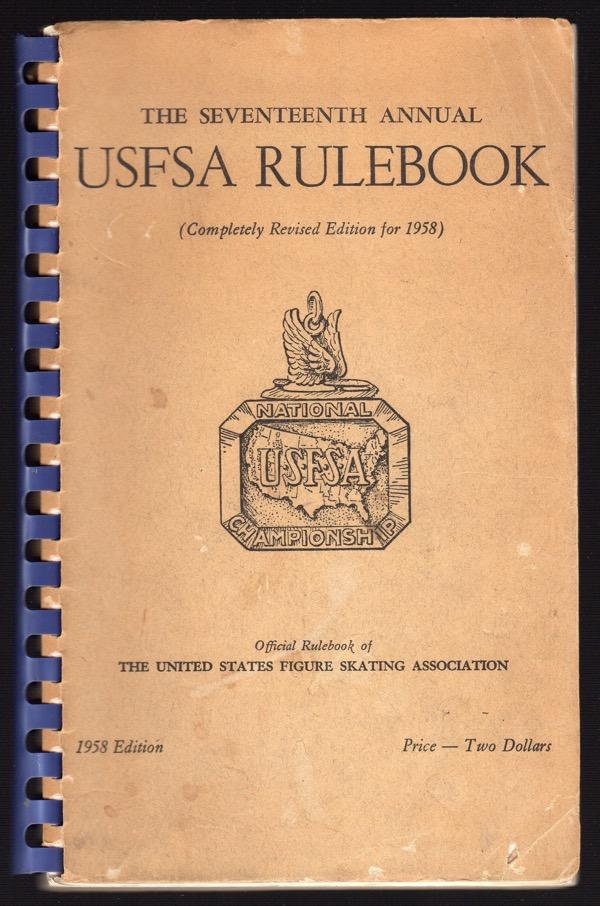 THE SEVENTEENTH ANNUAL
USFSA RULEBOOK
(Completely Revised Edition for 1958)
NATIONAL
USFSA
CHAMPIONSHIP
Official Rulebook of
THE UNITED STATES FIGURE SKATING ASSOCIATION
1958 Edition
Price — Two Dollars